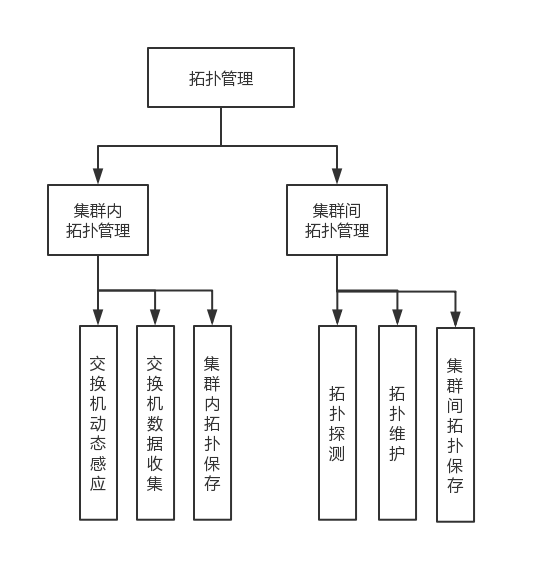 拓扑管理
集群内
拓扑管理
集群间
拓扑管理
交换机动态感应
交换机数据收集
集群内拓扑保存
拓扑探测
拓扑维护
集群间拓扑保存